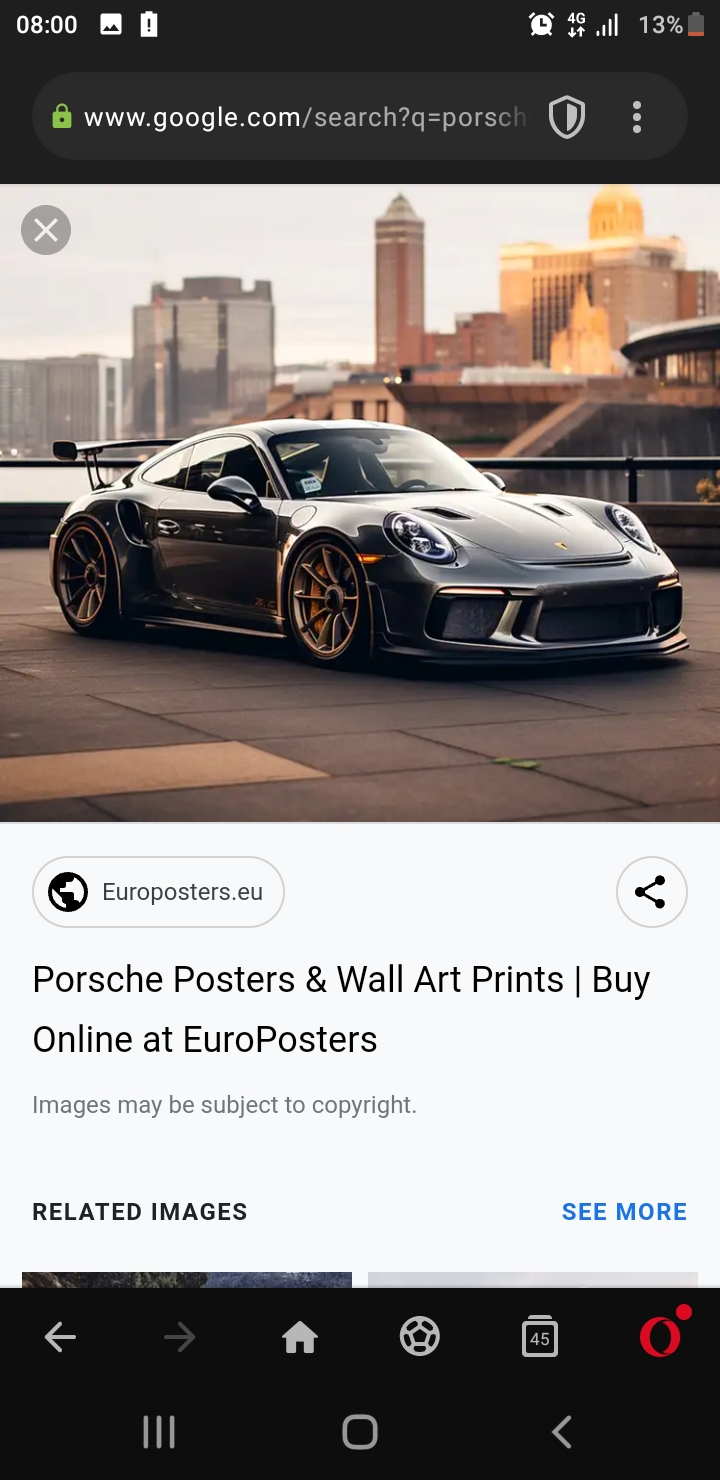 08:00
4G
13%
www.google.com/search?q=porsch
Europosters.eu
Porsche Posters & Wall Art Prints | Buy
Online at EuroPosters
Images may be subject to copyright.
RELATED IMAGES
SEE MORE
45